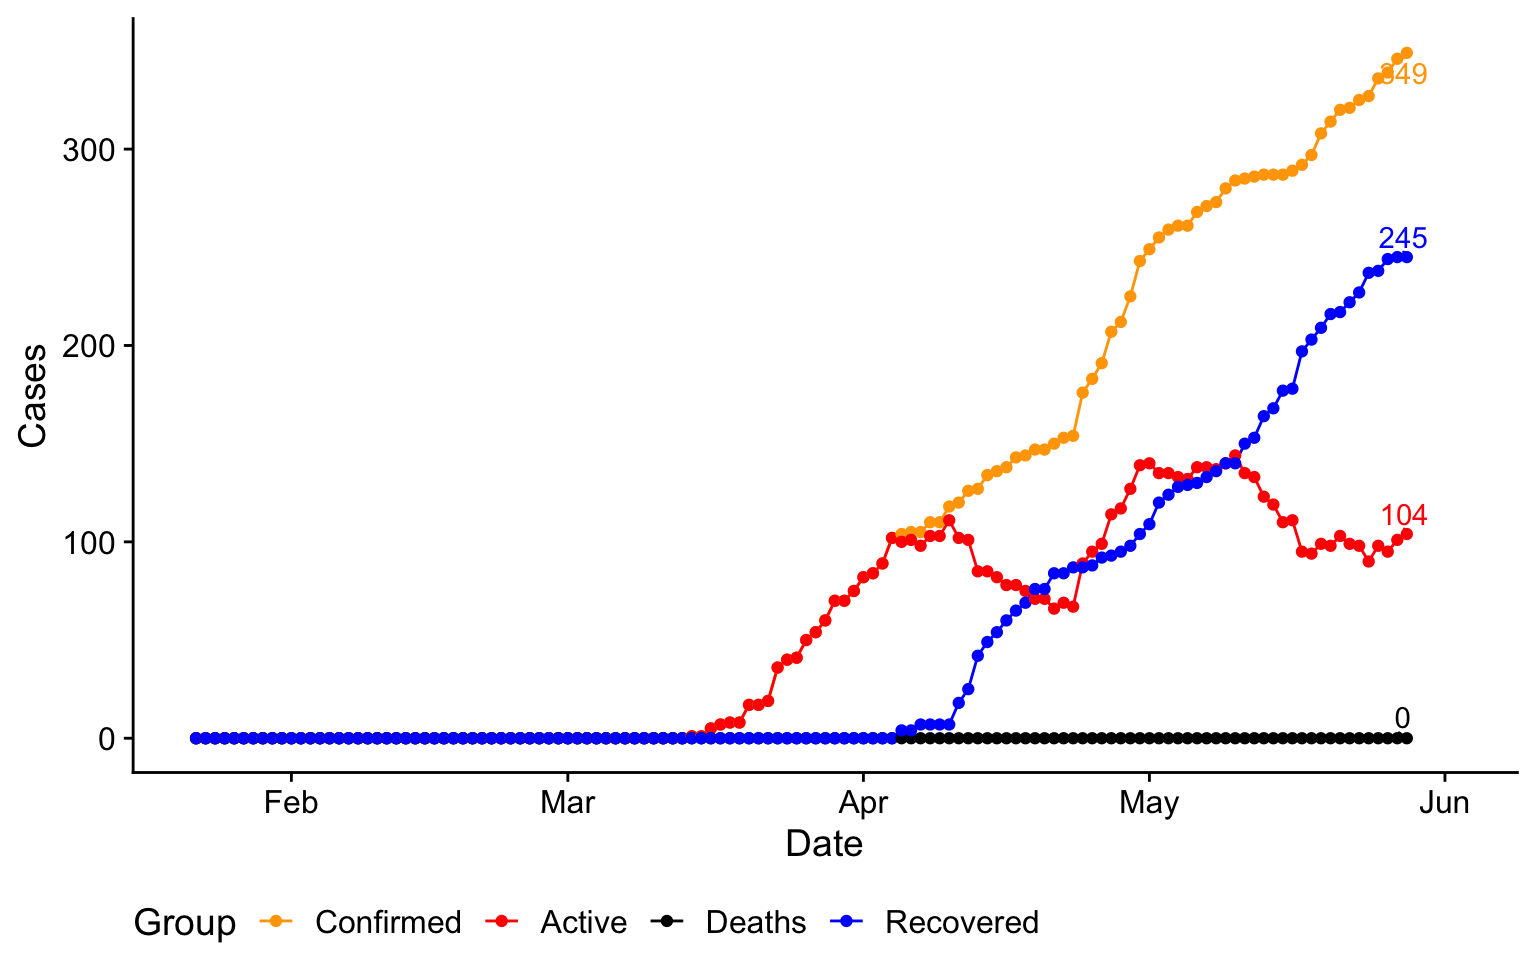 349
300
245
200
Cases
104
100
0
0
Feb Mar Apr May Jun
Date
Group Confirmed Active Deaths Recovered